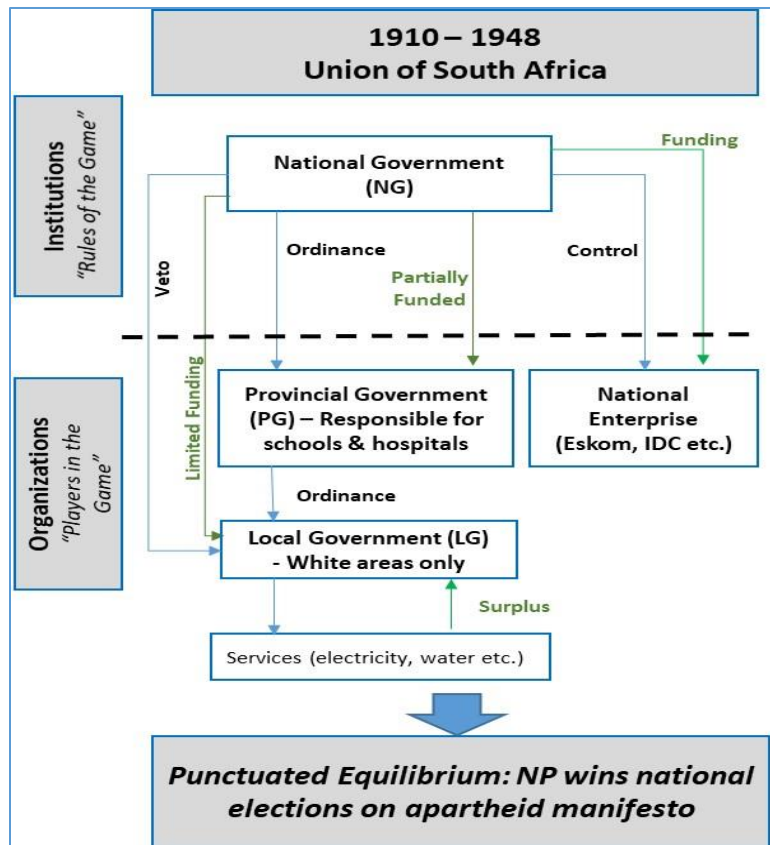 1910 – 1948
Union of South Africa
Institutions
"Rules of the Game"
National Government
(NG)
Funding
Veto
Ordinance
Control
Partially
Funded
Limited Funding
Organizations
"Players in the
Game"
Provincial Government
(PG) – Responsible for
schools & hospitals
National
Enterprise
(Eskom, IDC etc.)
Ordinance
Local Government (LG)
- White areas only
Surplus
Services (electricity, water etc.)
Punctuated Equilibrium: NP wins national
elections on apartheid manifesto